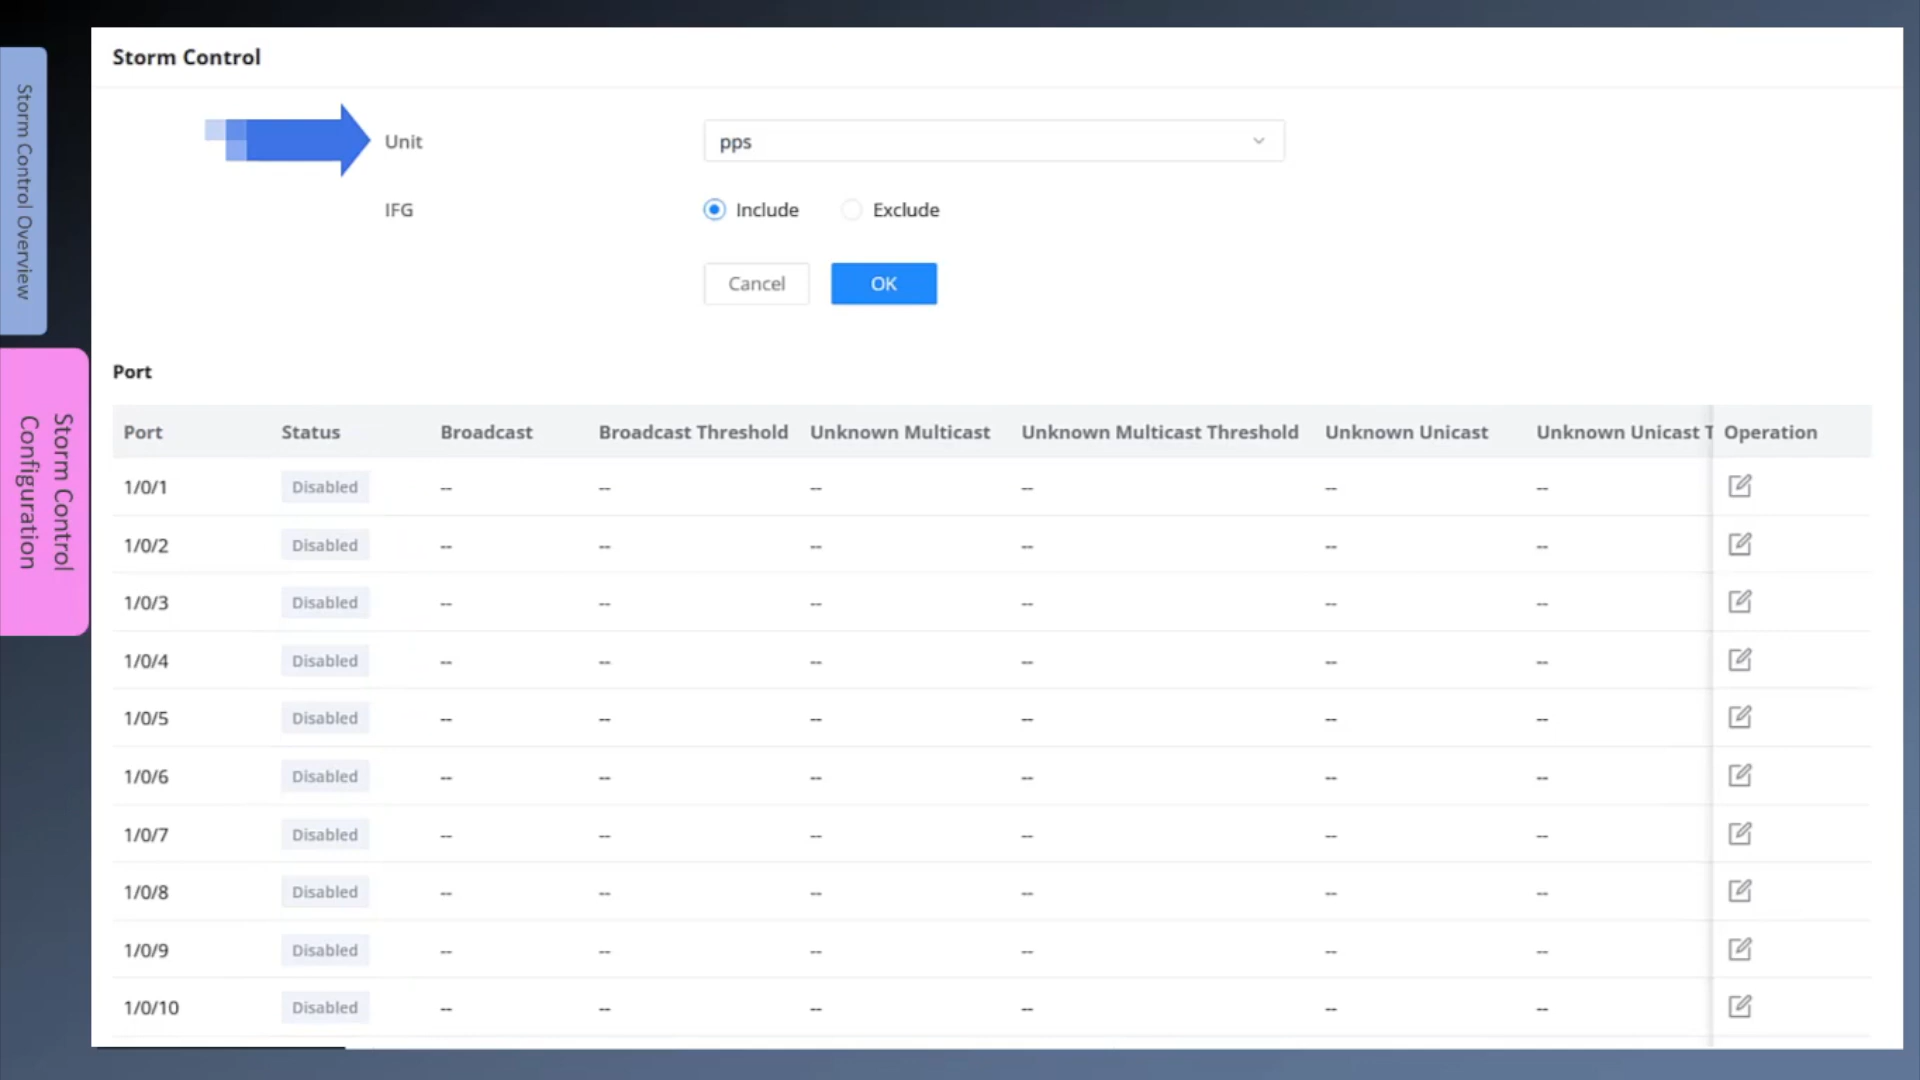 Storm Control Overview
Storm Control
Configuration
Storm Control
Unit
pps
IFG
Include
Exclude
Cancel
OK
Port
Port Status Broadcast Broadcast Threshold Unknown Multicast Unknown Multicast Threshold Unknown Unicast Unknown Unicast T Operation
1/0/1 Disabled -- -- -- -- -- --
1/0/2 Disabled -- -- -- -- -- --
1/0/3 Disabled -- -- -- -- -- --
1/0/4 Disabled -- -- -- -- -- --
1/0/5 Disabled -- -- -- -- -- --
1/0/6 Disabled -- -- -- -- -- --
1/0/7 Disabled -- -- -- -- -- --
1/0/8 Disabled -- -- -- -- -- --
1/0/9 Disabled -- -- -- -- -- --
1/0/10 Disabled -- -- -- -- -- --